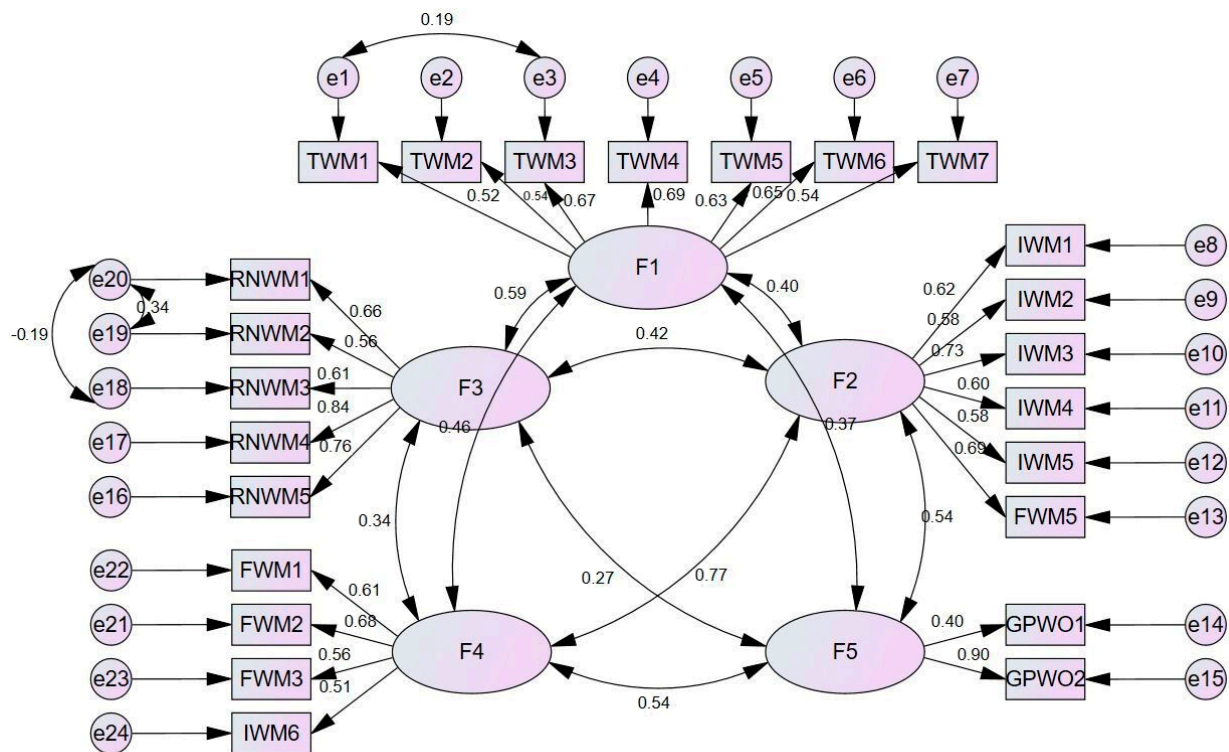 0.19
e1 e2 e3 e4 e5 e6 e7
TWM1 TWM2 TWM3 TWM4 TWM5 TWM6 TWM7
0.52 0.54 0.67 0.69 0.63 0.65 0.54
F1
e20 RNWM1
0.34
-0.19
e19 RNWM2
e18 RNWM3
e17 RNWM4
e16 RNWM5
0.66
0.56
0.61
0.84
0.76
F3
0.59
0.40
0.42
F2
0.62
0.58
0.73
0.60
0.58
0.69
IWM1 e8
IWM2 e9
IWM3 e10
IWM4 e11
IWM5 e12
FWM5 e13
0.46
0.37
0.34
0.27
0.77
0.54
e22 FWM1
e21 FWM2
e23 FWM3
e24 IWM6
0.61
0.68
0.56
0.51
F4
0.54
F5
0.40
0.90
GPWO1 e14
GPWO2 e15